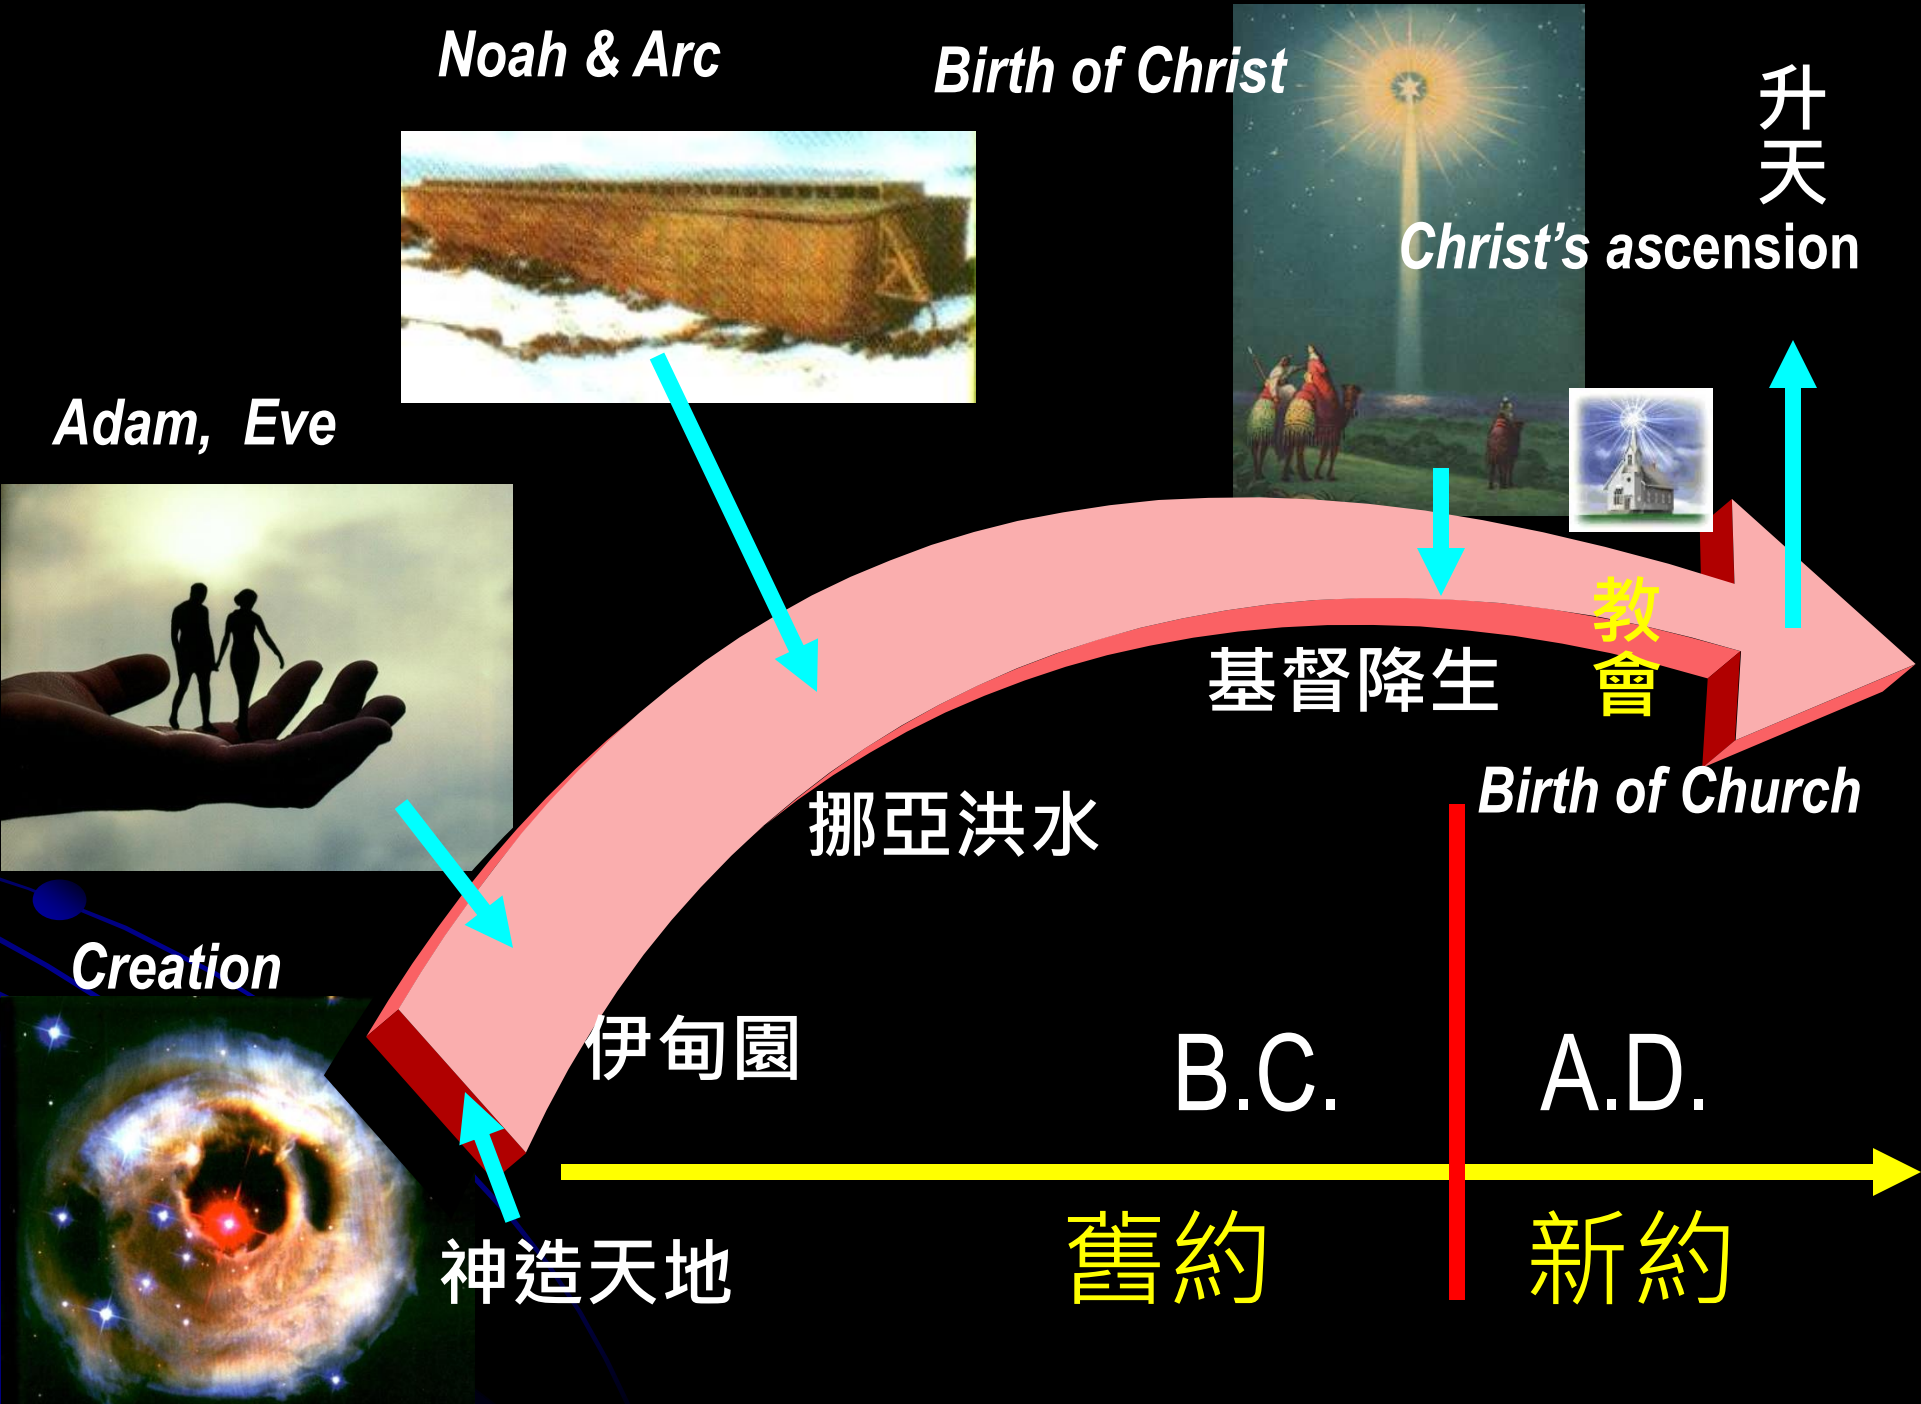 Noah & Arc
Birth of Christ
升天
Christ’s ascension
Adam, Eve
教會
基督降生
Birth of Church
挪亞洪水
Creation
伊甸園
B.C.
A.D.
神造天地
舊約
新約